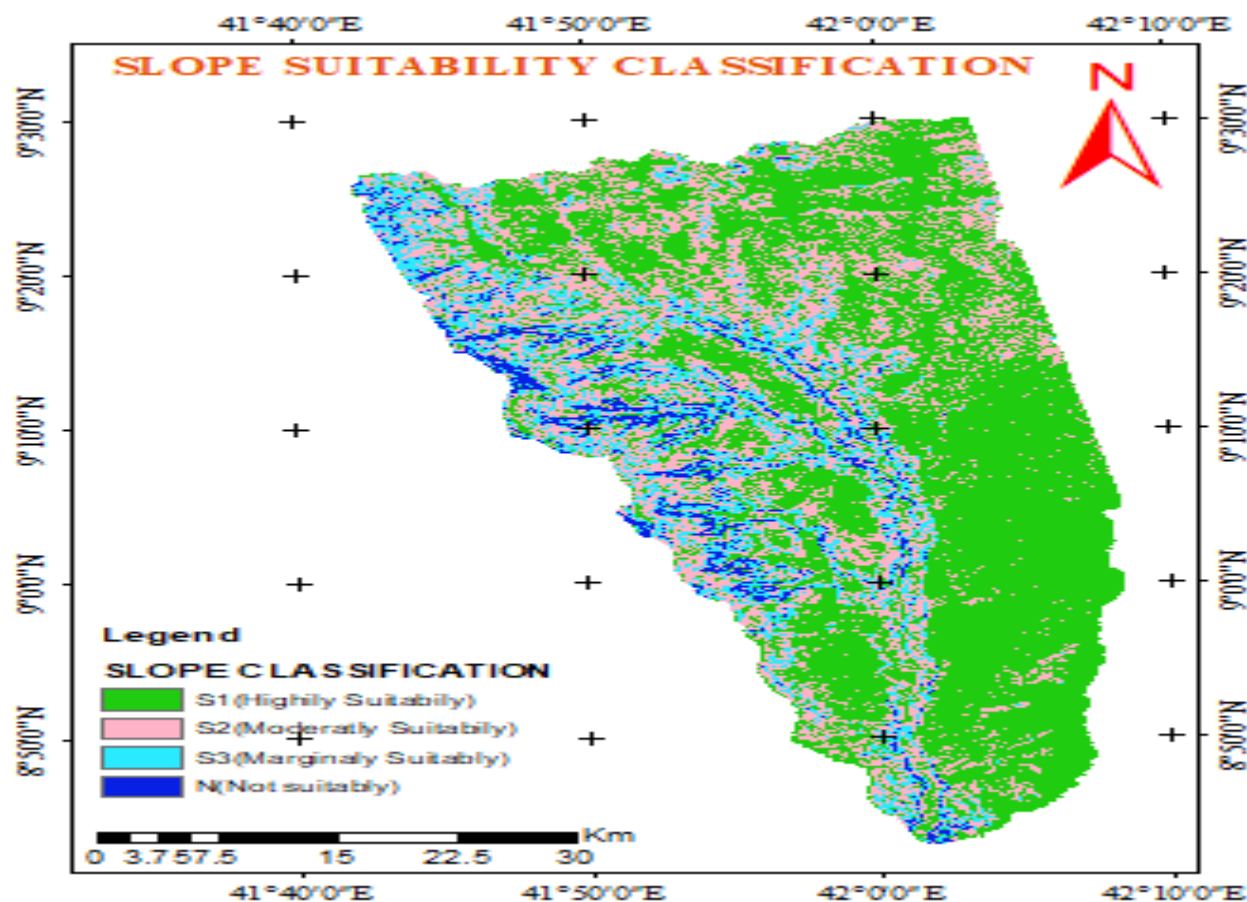 41°40'0"E 41°50'0"E 42°0'0"E 42°10'0"E
SLOPE SUITABILITY CLASSIFICATION
N
9°30'0"N 9°30'0"N
9°20'0"N 9°20'0"N
9°10'0"N 9°10'0"N
9°0'0"N 9°0'0"N
8°50'0"N 8°50'0"N
Legend
SLOPE CLASSIFICATION
S1(Highily Suitabily)
S2(Moderatly Suitabily)
S3(Marginaly Suitably)
N(Not suitably)
Km
0 3.757.5 15 22.5 30
41°40'0"E 41°50'0"E 42°0'0"E 42°10'0"E